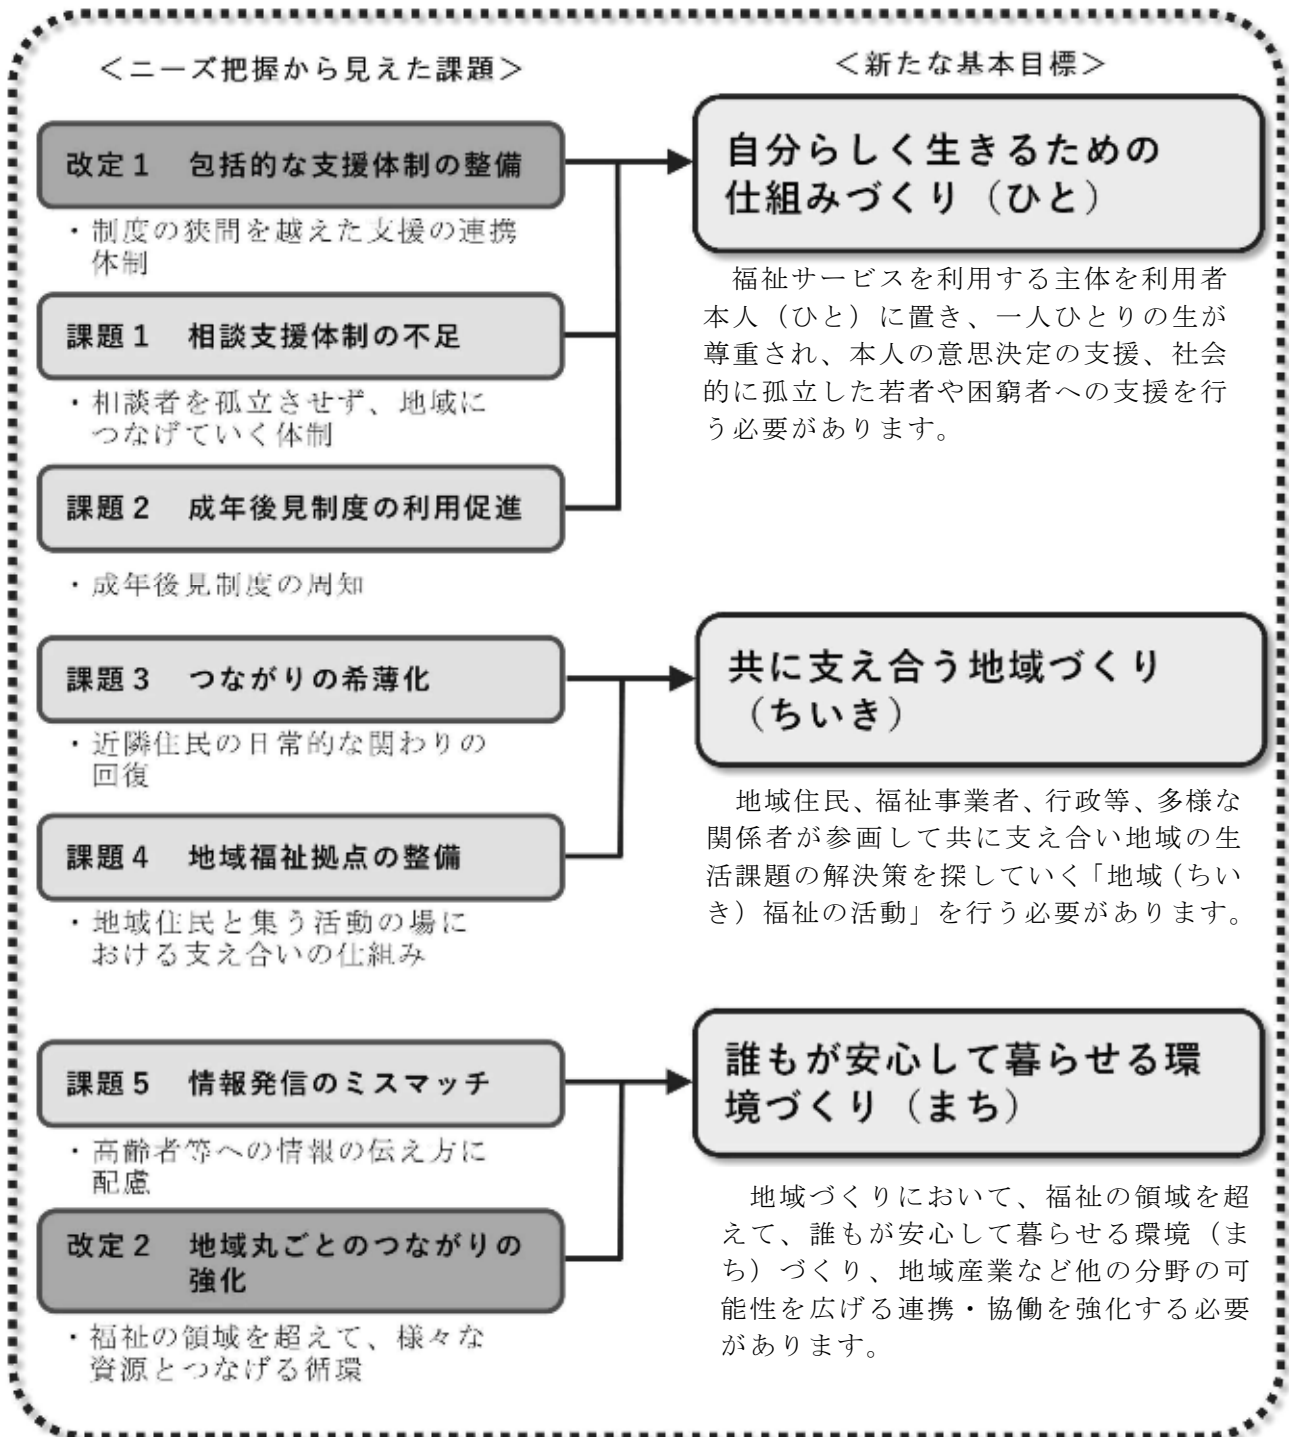 ＜ニーズ把握から見えた課題＞
改定１　包括的な支援体制の整備
・制度の狭間を越えた支援の連携
体制
課題１　相談支援体制の不足
・相談者を孤立させず、地域に
つなげていく体制
課題２　成年後見制度の利用促進
・成年後見制度の周知
課題３　つながりの希薄化
・近隣住民の日常的な関わりの
回復
課題４　地域福祉拠点の整備
・地域住民と集う活動の場に
おける支え合いの仕組み
課題５　情報発信のミスマッチ
・高齢者等への情報の伝え方に
配慮
改定２　地域丸ごとのつながりの
強化
・福祉の領域を超えて、様々な
資源とつなげる循環
＜新たな基本目標＞
自分らしく生きるための
仕組みづくり（ひと）
福祉サービスを利用する主体を利用者
本人（ひと）に置き、一人ひとりの生が
尊重され、本人の意思決定の支援、社会
的に孤立した若者や困窮者への支援を行
う必要があります。
共に支え合う地域づくり
（ちいき）
地域住民、福祉事業者、行政等、多様な
関係者が参画して共に支え合い地域の生
活課題の解決策を探していく「地域（ちい
き）福祉の活動」を行う必要があります。
誰もが安心して暮らせる環
境づくり（まち）
地域づくりにおいて、福祉の領域を超
えて、誰もが安心して暮らせる環境（ま
ち）づくり、地域産業など他の分野の可
能性を広げる連携・協働を強化する必要
があります。